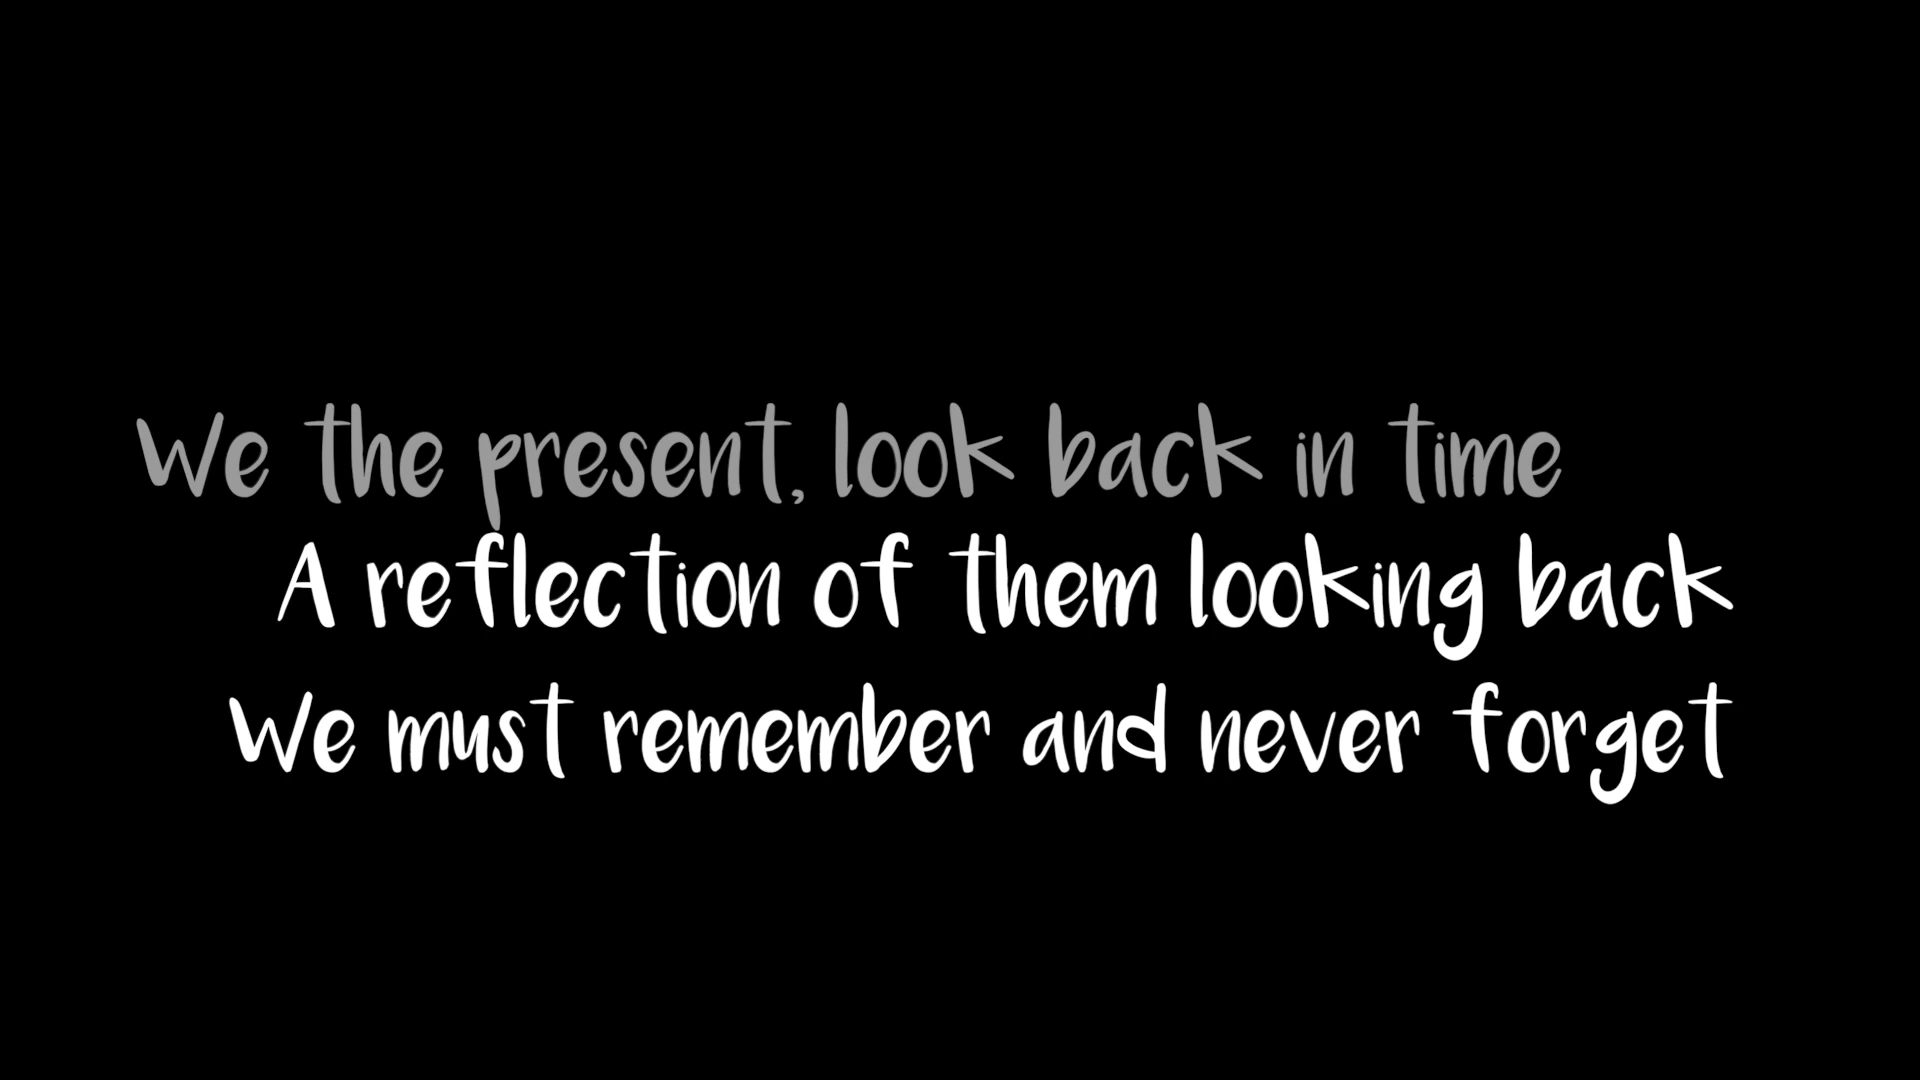 We the present, look back in time
A reflection of them looking back
We must remember and never forget